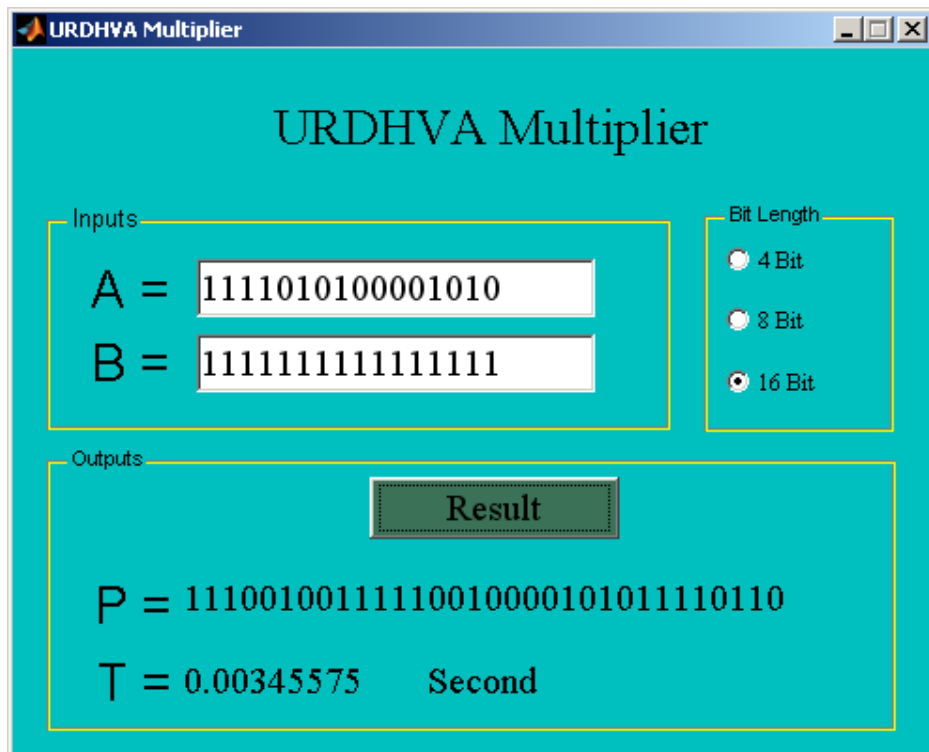 URDHVA Multiplier
URDHVA Multiplier
Inputs
A = 1111010100001010
B = 1111111111111111
Bit Length
4 Bit
8 Bit
16 Bit
Outputs
Result
P = 11100100111110010000101011110110
T = 0.00345575 Second